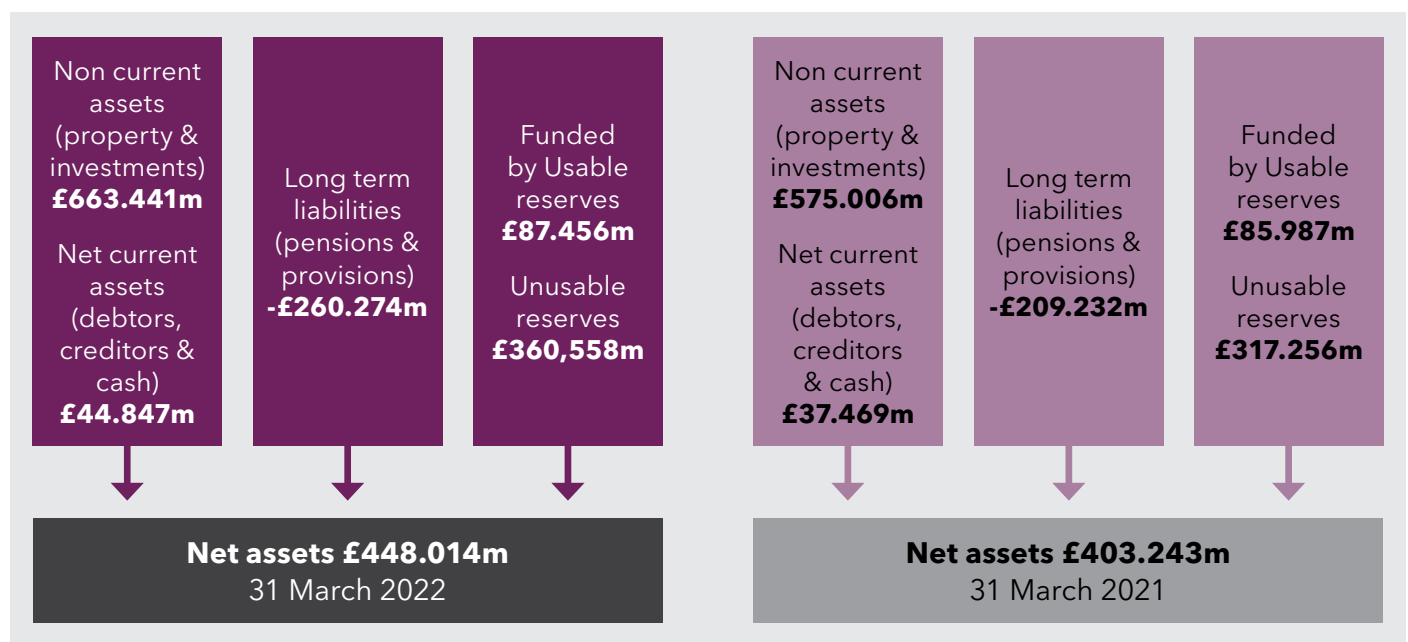 Non current
assets
(property &
investments)
£663.441m
Net current
assets
(debtors,
creditors &
cash)
£44.847m
Long term
liabilities
(pensions &
provisions)
-£260.274m
Funded
by Usable
reserves
£87.456m
Unusable
reserves
£360,558m
Net assets £448.014m
31 March 2022
Non current
assets
(property &
investments)
£575.006m
Net current
assets
(debtors,
creditors
& cash)
£37.469m
Long term
liabilities
(pensions &
provisions)
-£209.232m
Funded
by Usable
reserves
£85.987m
Unusable
reserves
£317.256m
Net assets £403.243m
31 March 2021